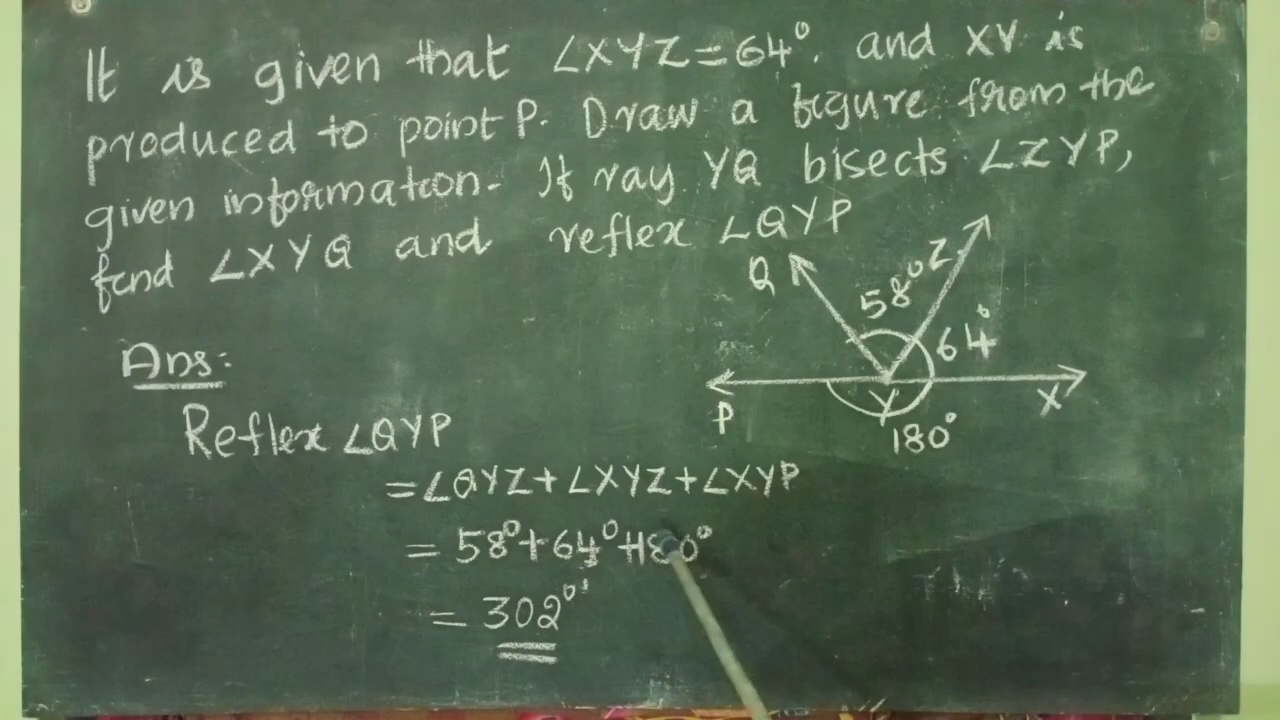 It is given that ∠XYZ=64°. and XY is
produced to point P. Draw a figure from the
given information. If ray YQ bisects ∠ZYP,
find ∠XYQ and reflex ∠QYP
Q 58° Z
64°
P Y X
180°
Ans:
Reflex ∠QYP
=∠QYZ+∠XYZ+∠XYP
= 58°+64°+180°
= 302°